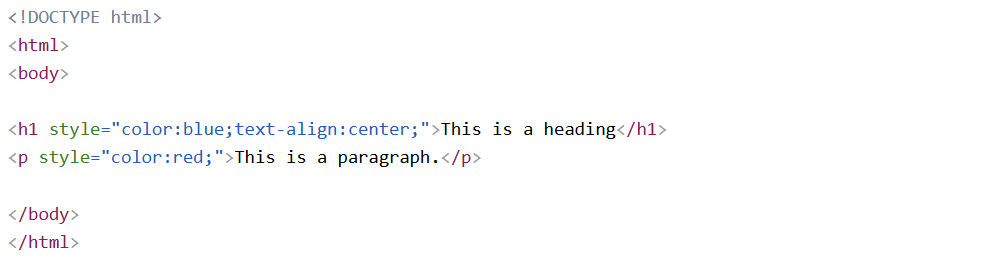 <!DOCTYPE html>
<html>
<body>
<h1 style="color:blue;text-align:center;">This is a heading</h1>
<p style="color:red;">This is a paragraph.</p>
</body>
</html>